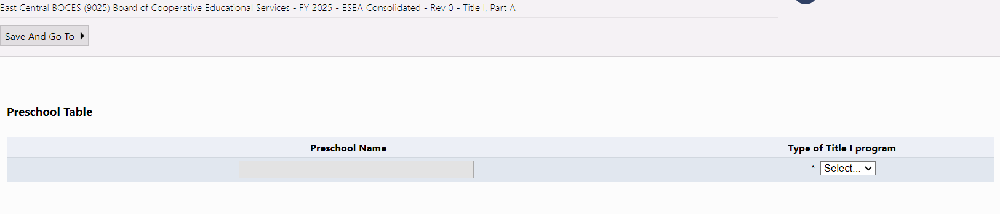 East Central BOCES (9025) Board of Cooperative Educational Services - FY 2025 - ESEA Consolidated - Rev 0 - Title I, Part A
Save And Go To
Preschool Table
Preschool Name Type of Title I program
* Select...